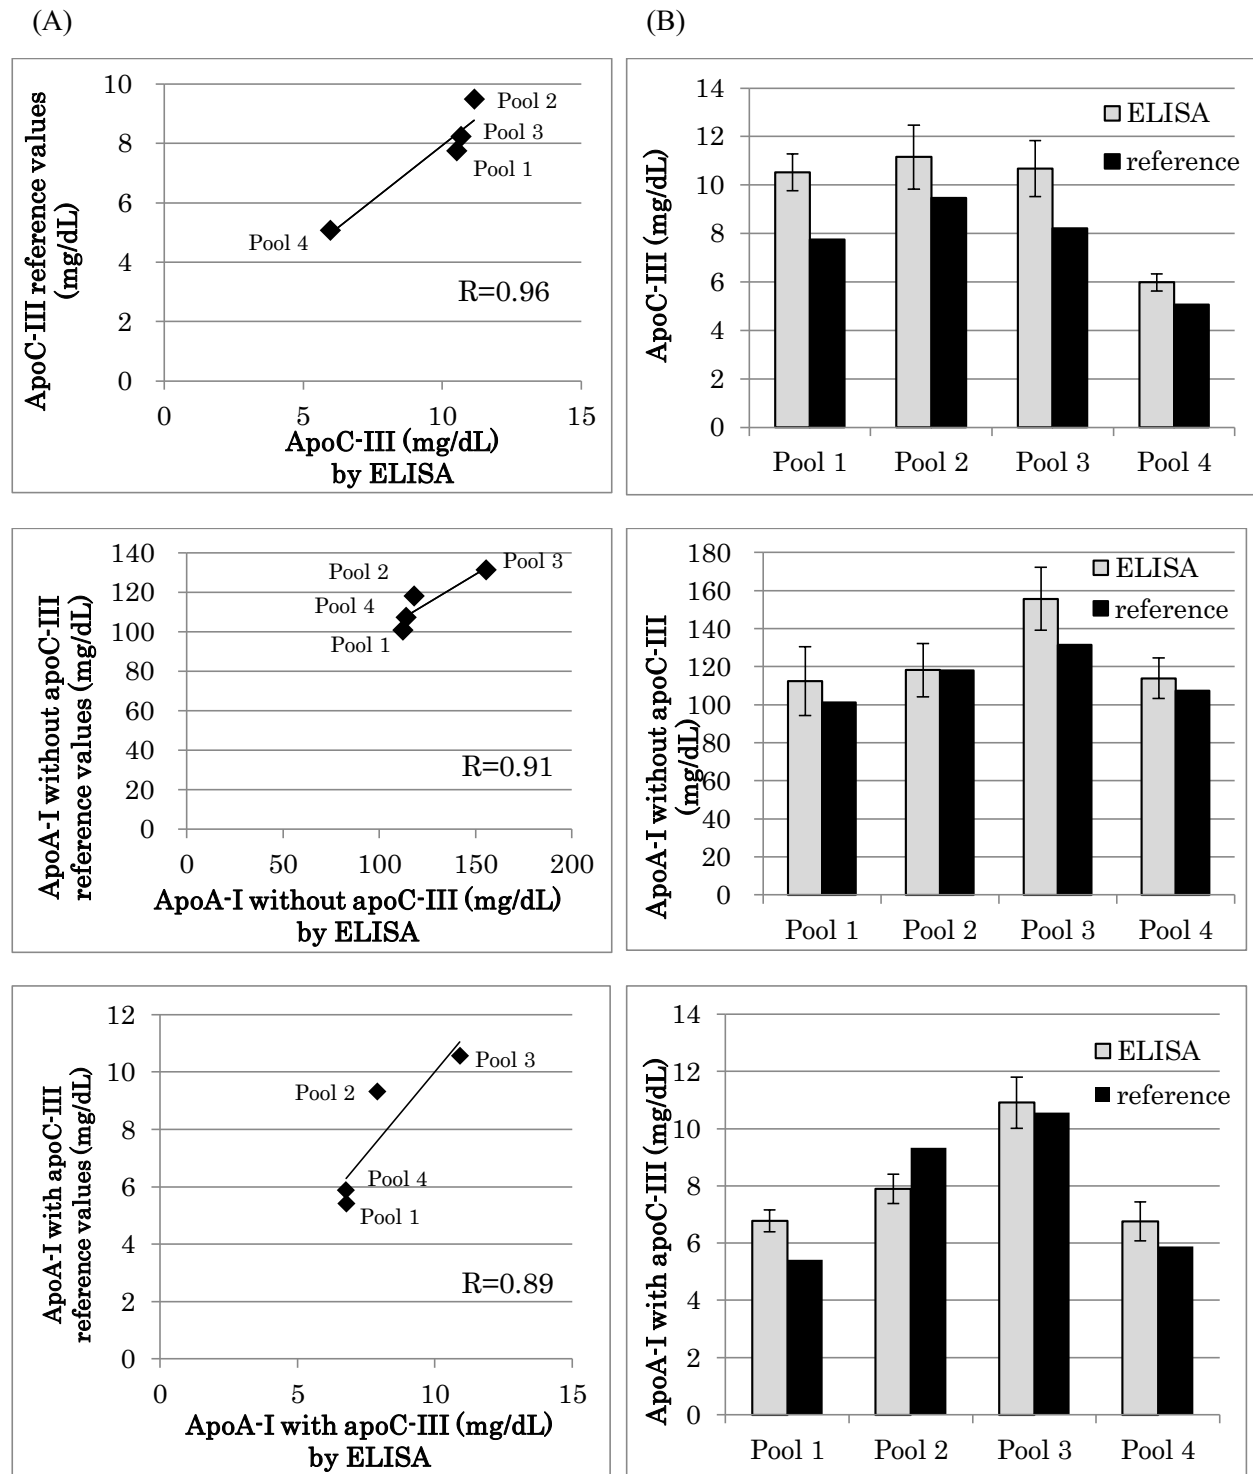 (A)
(B)
ApoC-III reference values
(mg/dL)
10
8
6
4
2
0
Pool 2
Pool 3
Pool 1
Pool 4
R=0.96
0
5
10
15
ApoC-III (mg/dL)
by ELISA
ApoC-III (mg/dL)
14
12
10
8
6
4
2
0
ELISA
reference
Pool 1
Pool 2
Pool 3
Pool 4
ApoA-I without apoC-III
reference values (mg/dL)
140
120
100
80
60
40
20
0
Pool 3
Pool 2
Pool 4
Pool 1
R=0.91
0
50
100
150
200
ApoA-I without apoC-III (mg/dL)
by ELISA
ApoA-I without apoC-III
(mg/dL)
180
160
140
120
100
80
60
40
20
0
ELISA
reference
Pool 1
Pool 2
Pool 3
Pool 4
ApoA-I with apoC-III
reference values (mg/dL)
12
10
8
6
4
2
0
Pool 3
Pool 2
Pool 4
Pool 1
R=0.89
0
5
10
15
ApoA-I with apoC-III (mg/dL)
by ELISA
ApoA-I with apoC-III (mg/dL)
14
12
10
8
6
4
2
0
ELISA
reference
Pool 1
Pool 2
Pool 3
Pool 4